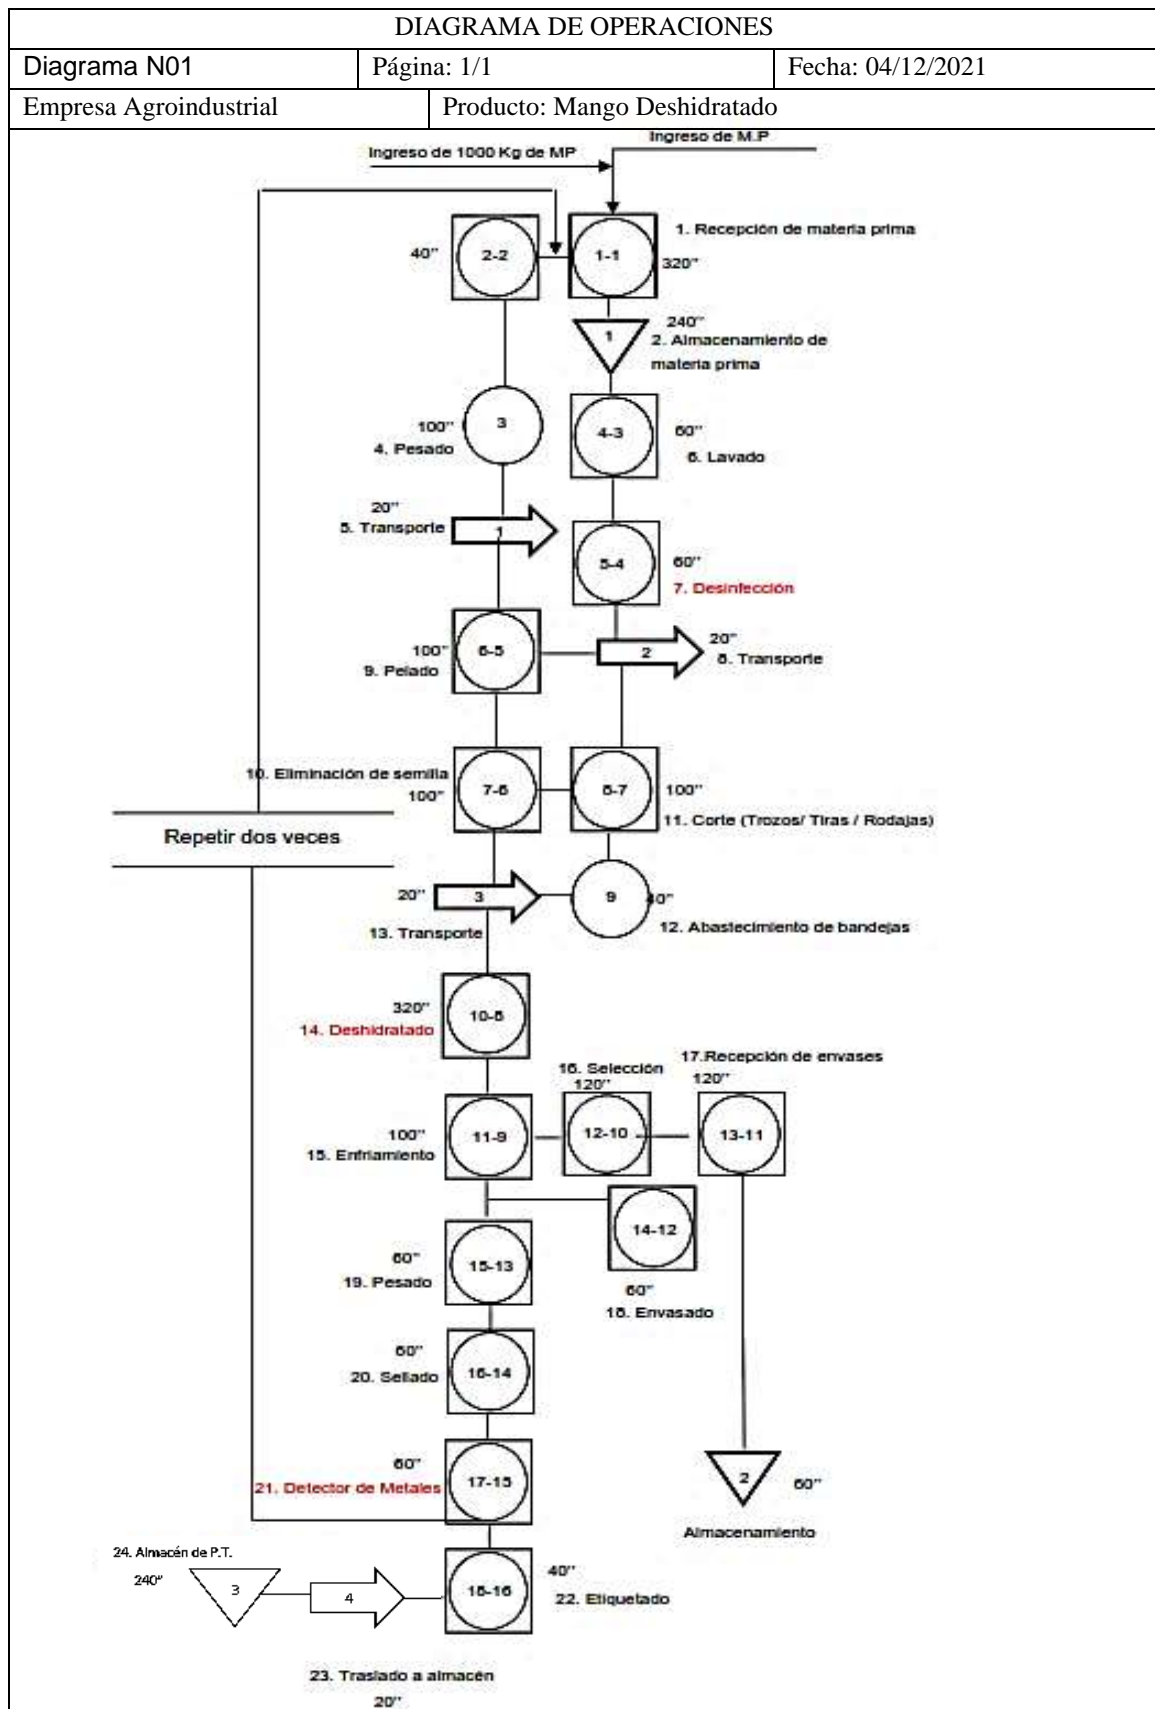 DIAGRAMA DE OPERACIONES
Diagrama N01
Página: 1/1
Fecha: 04/12/2021
Empresa Agroindustrial
Producto: Mango Deshidratado
Ingreso de M.P
Ingreso de 1000 Kg de MP
1. Recepción de materia prima
40"
2-2
1-1
320"
240"
1
2. Almacenamiento de
materia prima
100"
3
4. Pesado
4-3
60"
6. Lavado
20"
5. Transporte
1
5-4
60"
7. Desinfección
100"
6-5
9. Pelado
2
20"
8. Transporte
10. Eliminación de semilla
100"
7-6
8-7
100"
11. Corte (Trozos/ Tiras / Rodajas)
Repetir dos veces
20"
3
13. Transporte
9
40"
12. Abastecimiento de bandejas
320"
14. Deshidratado
10-8
16. Selección
120"
17.Recepción de envases
120"
100"
15. Enfriamiento
11-9
12-10
13-11
14-12
60"
18. Envasado
60"
19. Pesado
15-13
60"
20. Sellado
16-14
60"
21. Detector de Metales
17-15
2
60"
Almacenamiento
24. Almacén de P.T.
240"
3
4
18-16
40"
22. Etiquetado
23. Traslado a almacén
20"